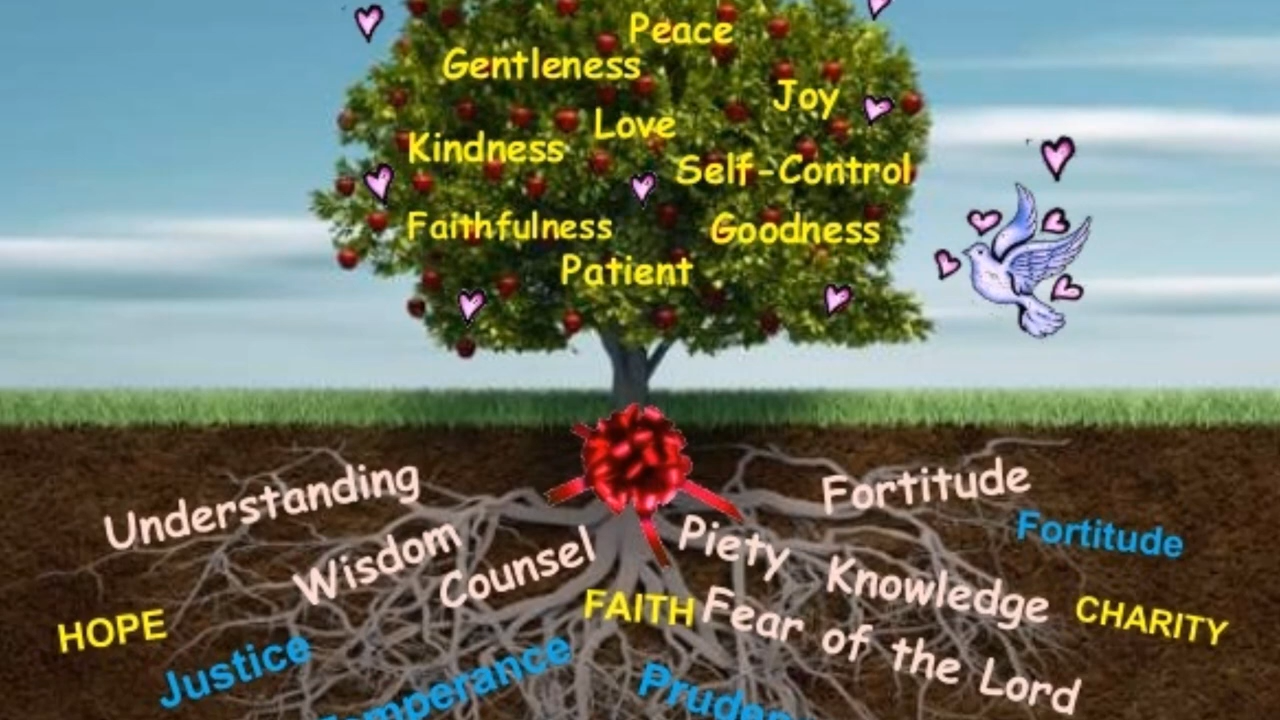 Peace
Gentleness
Joy
Love
Kindness
Self-Control
Faithfulness
Goodness
Patient
Understanding
Fortitude
Fortitude
Wisdom
Piety
Counsel
Knowledge
FAITH
Fear of the Lord
CHARITY
HOPE
Justice